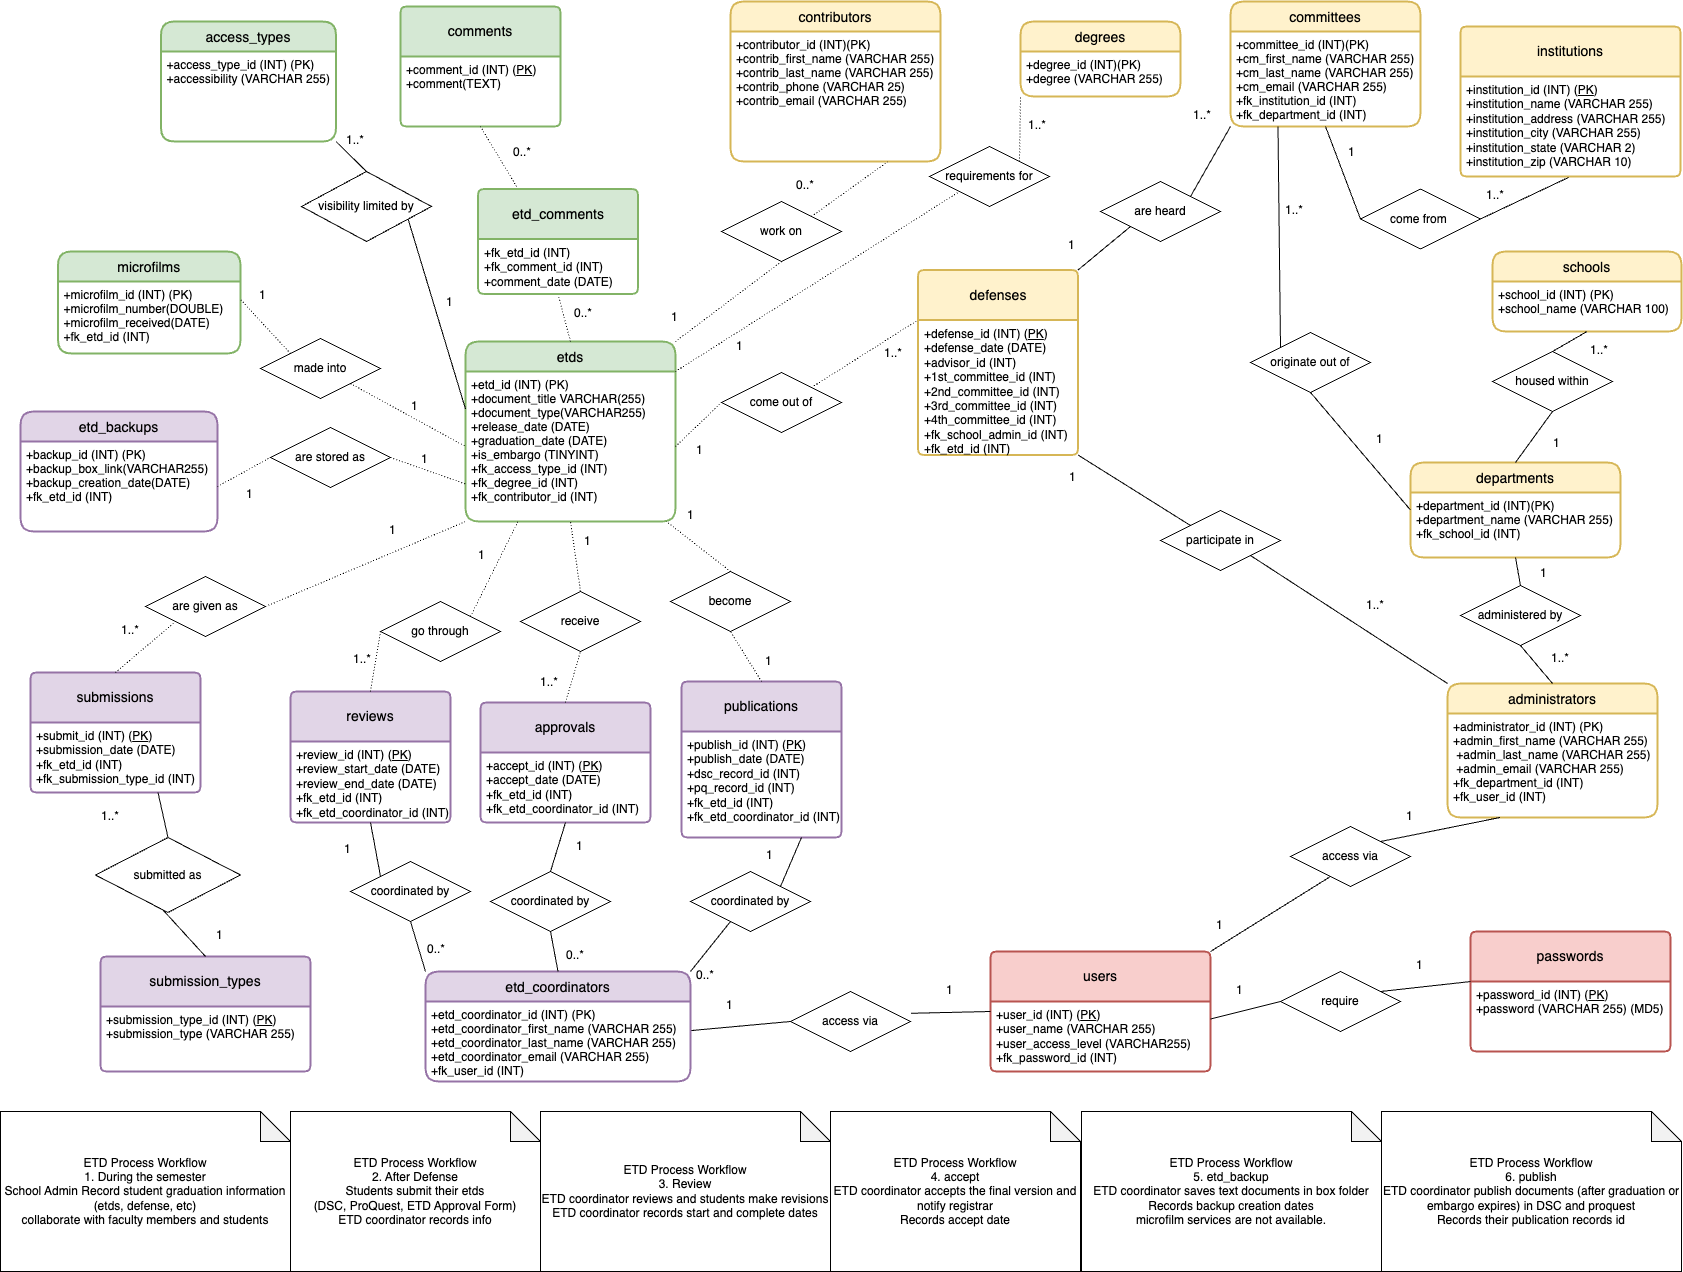 access_types
+access_type_id (INT) (PK)
+accessibility (VARCHAR 255)
comments
+comment_id (INT) (PK)
+comment(TEXT)
contributors
+contributor_id (INT)(PK)
+contrib_first_name (VARCHAR 255)
+contrib_last_name (VARCHAR 255)
+contrib_phone (VARCHAR 25)
+contrib_email (VARCHAR 255)
degrees
+degree_id (INT)(PK)
+degree (VARCHAR 255)
committees
+committee_id (INT)(PK)
+cm_first_name (VARCHAR 255)
+cm_last_name (VARCHAR 255)
+cm_email (VARCHAR 255)
+fk_institution_id (INT)
+fk_department_id (INT)
institutions
+institution_id (INT) (PK)
+institution_name (VARCHAR 255)
+institution_address (VARCHAR 255)
+institution_city (VARCHAR 255)
+institution_state (VARCHAR 2)
+institution_zip (VARCHAR 10)
1..*
0..*
0..*
1..*
1..*
1
1..*
visibility limited by
1
etd_comments
+fk_etd_id (INT)
+fk_comment_id (INT)
+comment_date (DATE)
0..*
work on
1
requirements for
1
are heard
1
1..*
come from
microfilms
+microfilm_id (INT) (PK)
+microfilm_number(DOUBLE)
+microfilm_received(DATE)
+fk_etd_id (INT)
1
made into
1
schools
+school_id (INT) (PK)
+school_name (VARCHAR 100)
1..*
housed within
1
originate out of
1
defenses
+defense_id (INT) (PK)
+defense_date (DATE)
+advisor_id (INT)
+1st_committee_id (INT)
+2nd_committee_id (INT)
+3rd_committee_id (INT)
+4th_committee_id (INT)
+fk_school_admin_id (INT)
+fk_etd_id (INT)
1..*
come out of
1
etds
+etd_id (INT) (PK)
+document_title VARCHAR(255)
+document_type(VARCHAR255)
+release_date (DATE)
+graduation_date (DATE)
+is_embargo (TINYINT)
+fk_access_type_id (INT)
+fk_degree_id (INT)
+fk_contributor_id (INT)
etd_backups
+backup_id (INT) (PK)
+backup_box_link(VARCHAR255)
+backup_creation_date(DATE)
+fk_etd_id (INT)
1
are stored as
1
departments
+department_id (INT)(PK)
+department_name (VARCHAR 255)
+fk_school_id (INT)
1
administered by
1..*
1
participate in
1..*
1
are given as
1..*
1
go through
1..*
1
receive
1..*
1
become
1
submissions
+submit_id (INT) (PK)
+submission_date (DATE)
+fk_etd_id (INT)
+fk_submission_type_id (INT)
reviews
+review_id (INT) (PK)
+review_start_date (DATE)
+review_end_date (DATE)
+fk_etd_id (INT)
+fk_etd_coordinator_id (INT)
approvals
+accept_id (INT) (PK)
+accept_date (DATE)
+fk_etd_id (INT)
+fk_etd_coordinator_id (INT)
publications
+publish_id (INT) (PK)
+publish_date (DATE)
+dsc_record_id (INT)
+pq_record_id (INT)
+fk_etd_id (INT)
+fk_etd_coordinator_id (INT)
administrators
+administrator_id (INT) (PK)
+admin_first_name (VARCHAR 255)
+admin_last_name (VARCHAR 255)
+admin_email (VARCHAR 255)
+fk_department_id (INT)
+fk_user_id (INT)
1..*
submitted as
1
1
coordinated by
0..*
1
coordinated by
0..*
1
coordinated by
0..*
1
access via
1
submission_types
+submission_type_id (INT) (PK)
+submission_type (VARCHAR 255)
etd_coordinators
+etd_coordinator_id (INT) (PK)
+etd_coordinator_first_name (VARCHAR 255)
+etd_coordinator_last_name (VARCHAR 255)
+etd_coordinator_email (VARCHAR 255)
+fk_user_id (INT)
1
access via
1
users
+user_id (INT) (PK)
+user_name (VARCHAR 255)
+user_access_level (VARCHAR255)
+fk_password_id (INT)
1
require
1
passwords
+password_id (INT) (PK)
+password (VARCHAR 255) (MD5)
ETD Process Workflow
1. During the semester
School Admin Record student graduation information
(etds, defense, etc)
collaborate with faculty members and students
ETD Process Workflow
2. After Defense
Students submit their etds
(DSC, ProQuest, ETD Approval Form)
ETD coordinator records info
ETD Process Workflow
3. Review
ETD coordinator reviews and students make revisions
ETD coordinator records start and complete dates
ETD Process Workflow
4. accept
ETD coordinator accepts the final version and
notify registrar
Records accept date
ETD Process Workflow
5. etd_backup
ETD coordinator saves text documents in box folder
Records backup creation dates
microfilm services are not available.
ETD Process Workflow
6. publish
ETD coordinator publish documents (after graduation or
embargo expires) in DSC and proquest
Records their publication records id